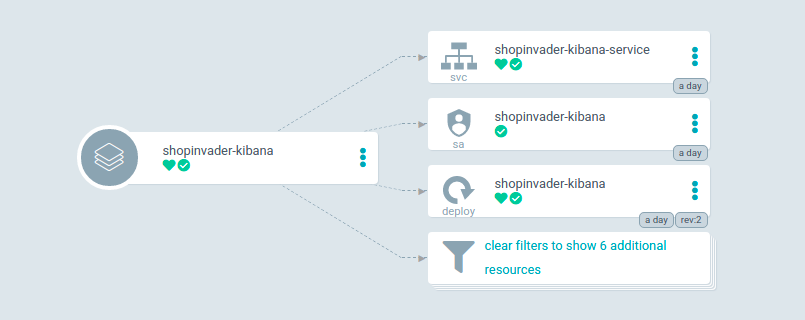 shopinvader-kibana
shopinvader-kibana-service
svc
a day
shopinvader-kibana
sa
a day
shopinvader-kibana
deploy
a day rev:2
clear filters to show 6 additional
resources